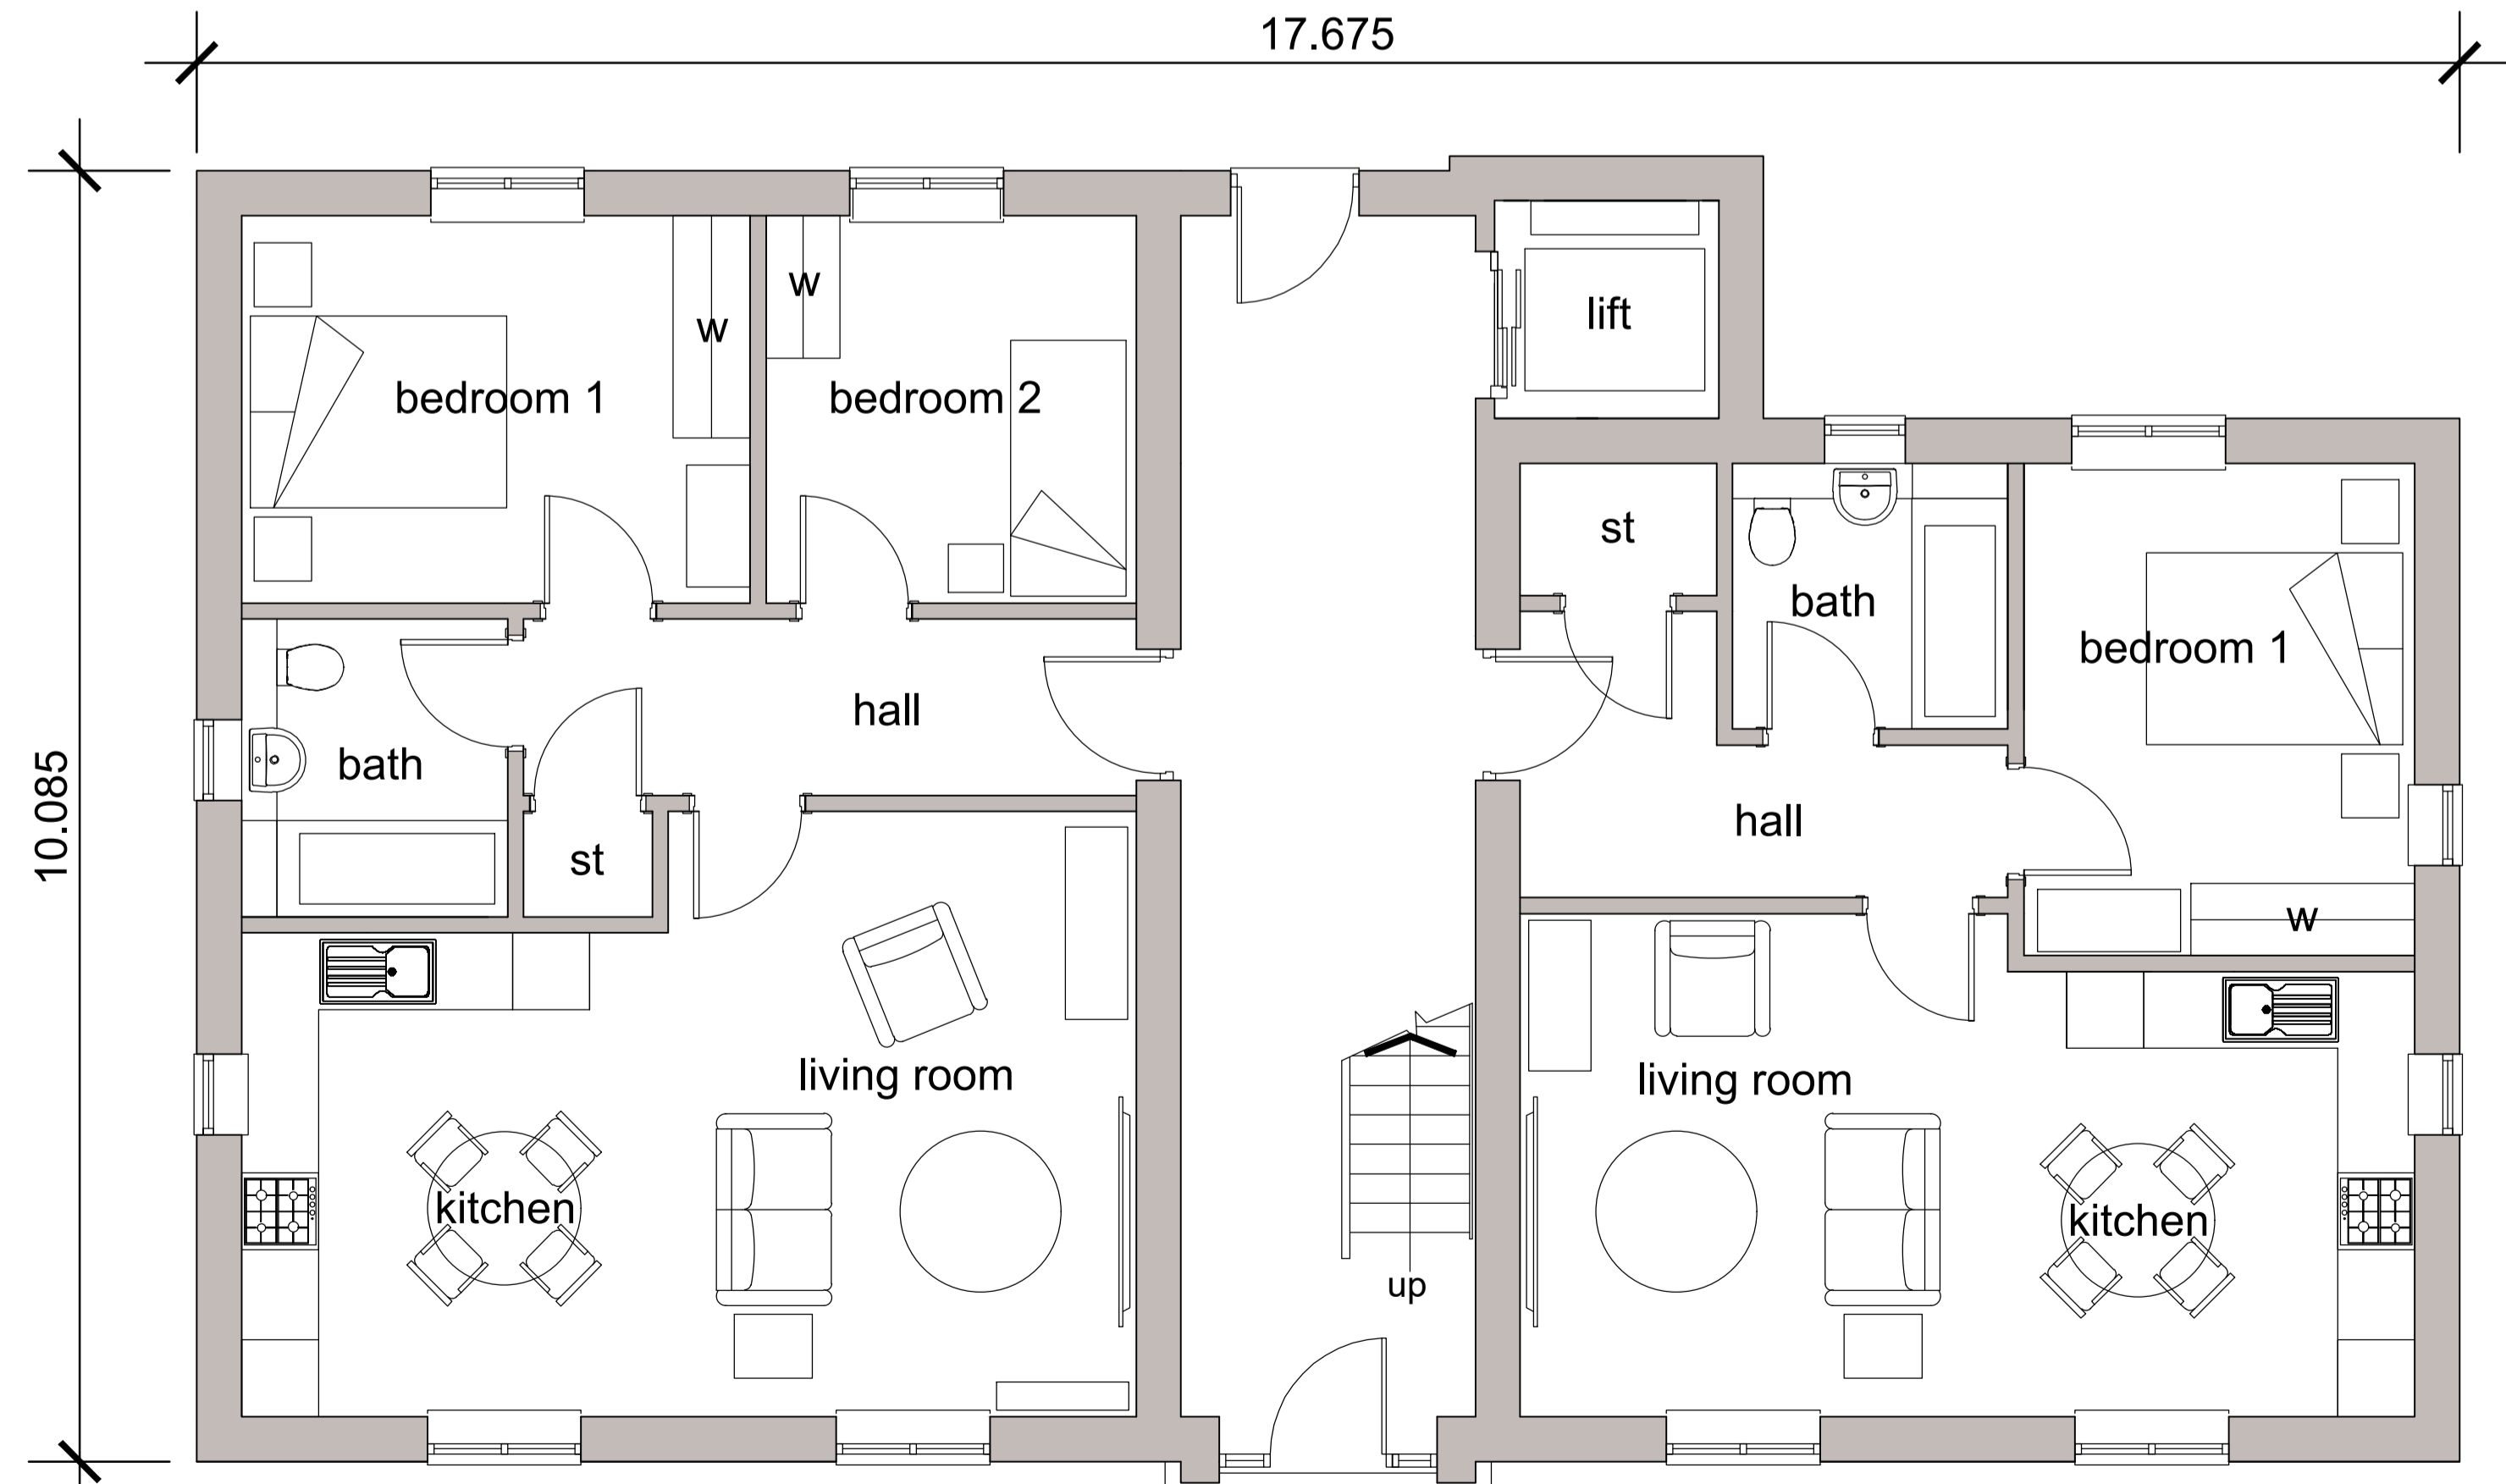 17.675
10.085
w
w
lift
bedroom 1
bedroom 2
st
bath
bedroom 1
hall
bath
hall
st
w
living room
living room
kitchen
kitchen
up